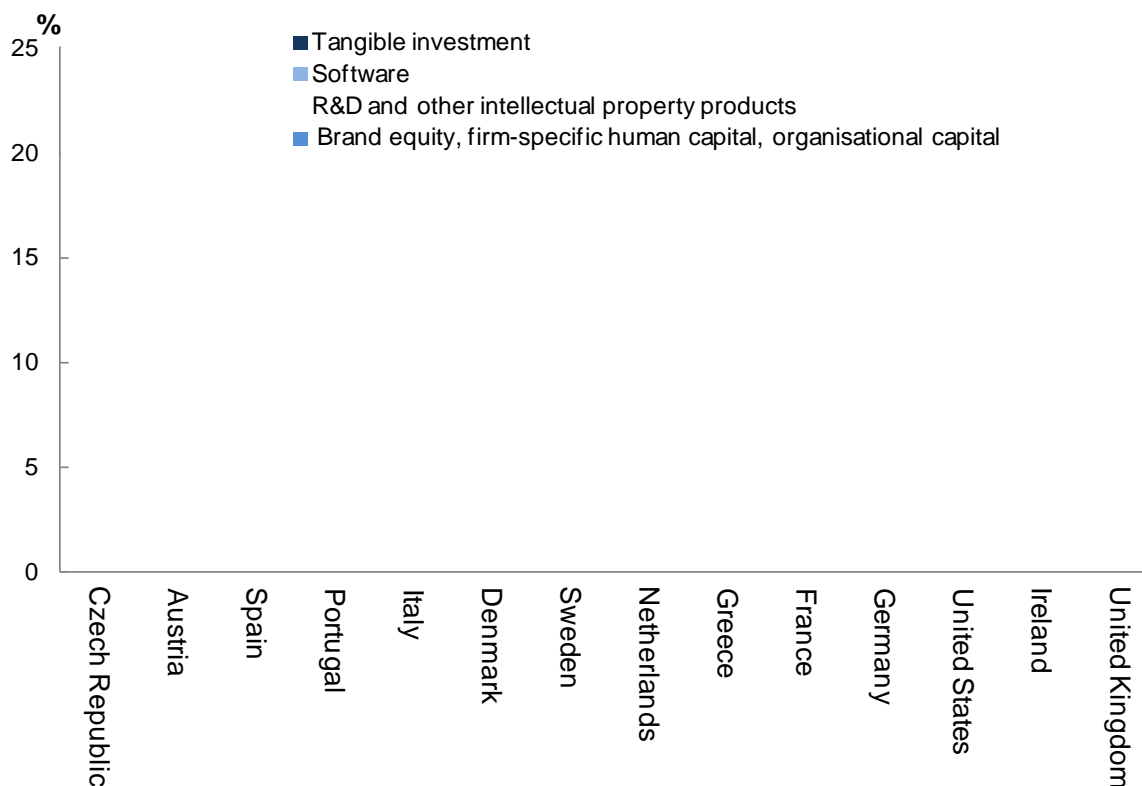 %
Tangible investment
Software
R&D and other intellectual property products
Brand equity, firm-specific human capital, organisational capital
25
20
15
10
5
0
Czech Republic
Austria
Spain
Portugal
Italy
Denmark
Sweden
Netherlands
Greece
France
Germany
United States
Ireland
United Kingdom